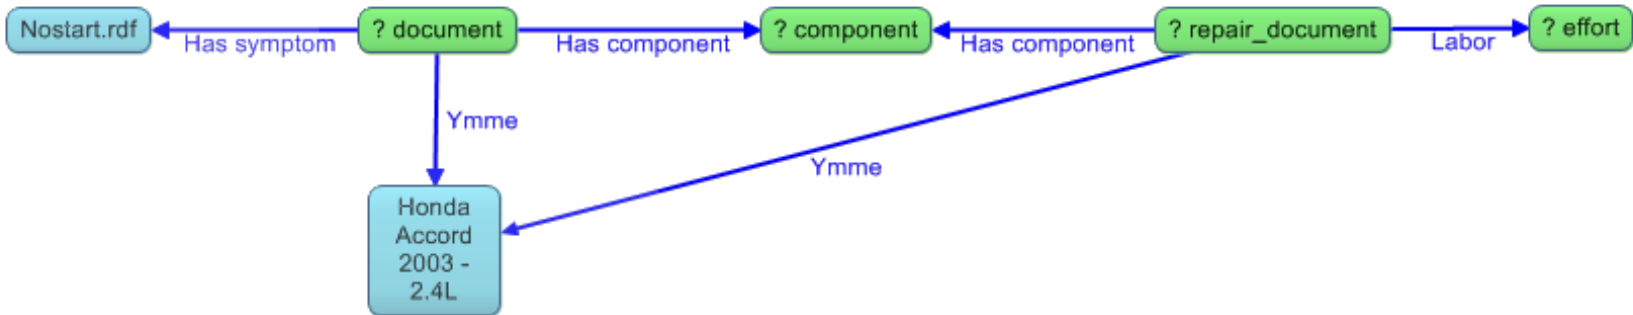 Nostart.rdf
Has symptom
? document
Has component
? component
Has component
? repair_document
Labor
? effort
Ymme
Ymme
Honda
Accord
2003 -
2.4L